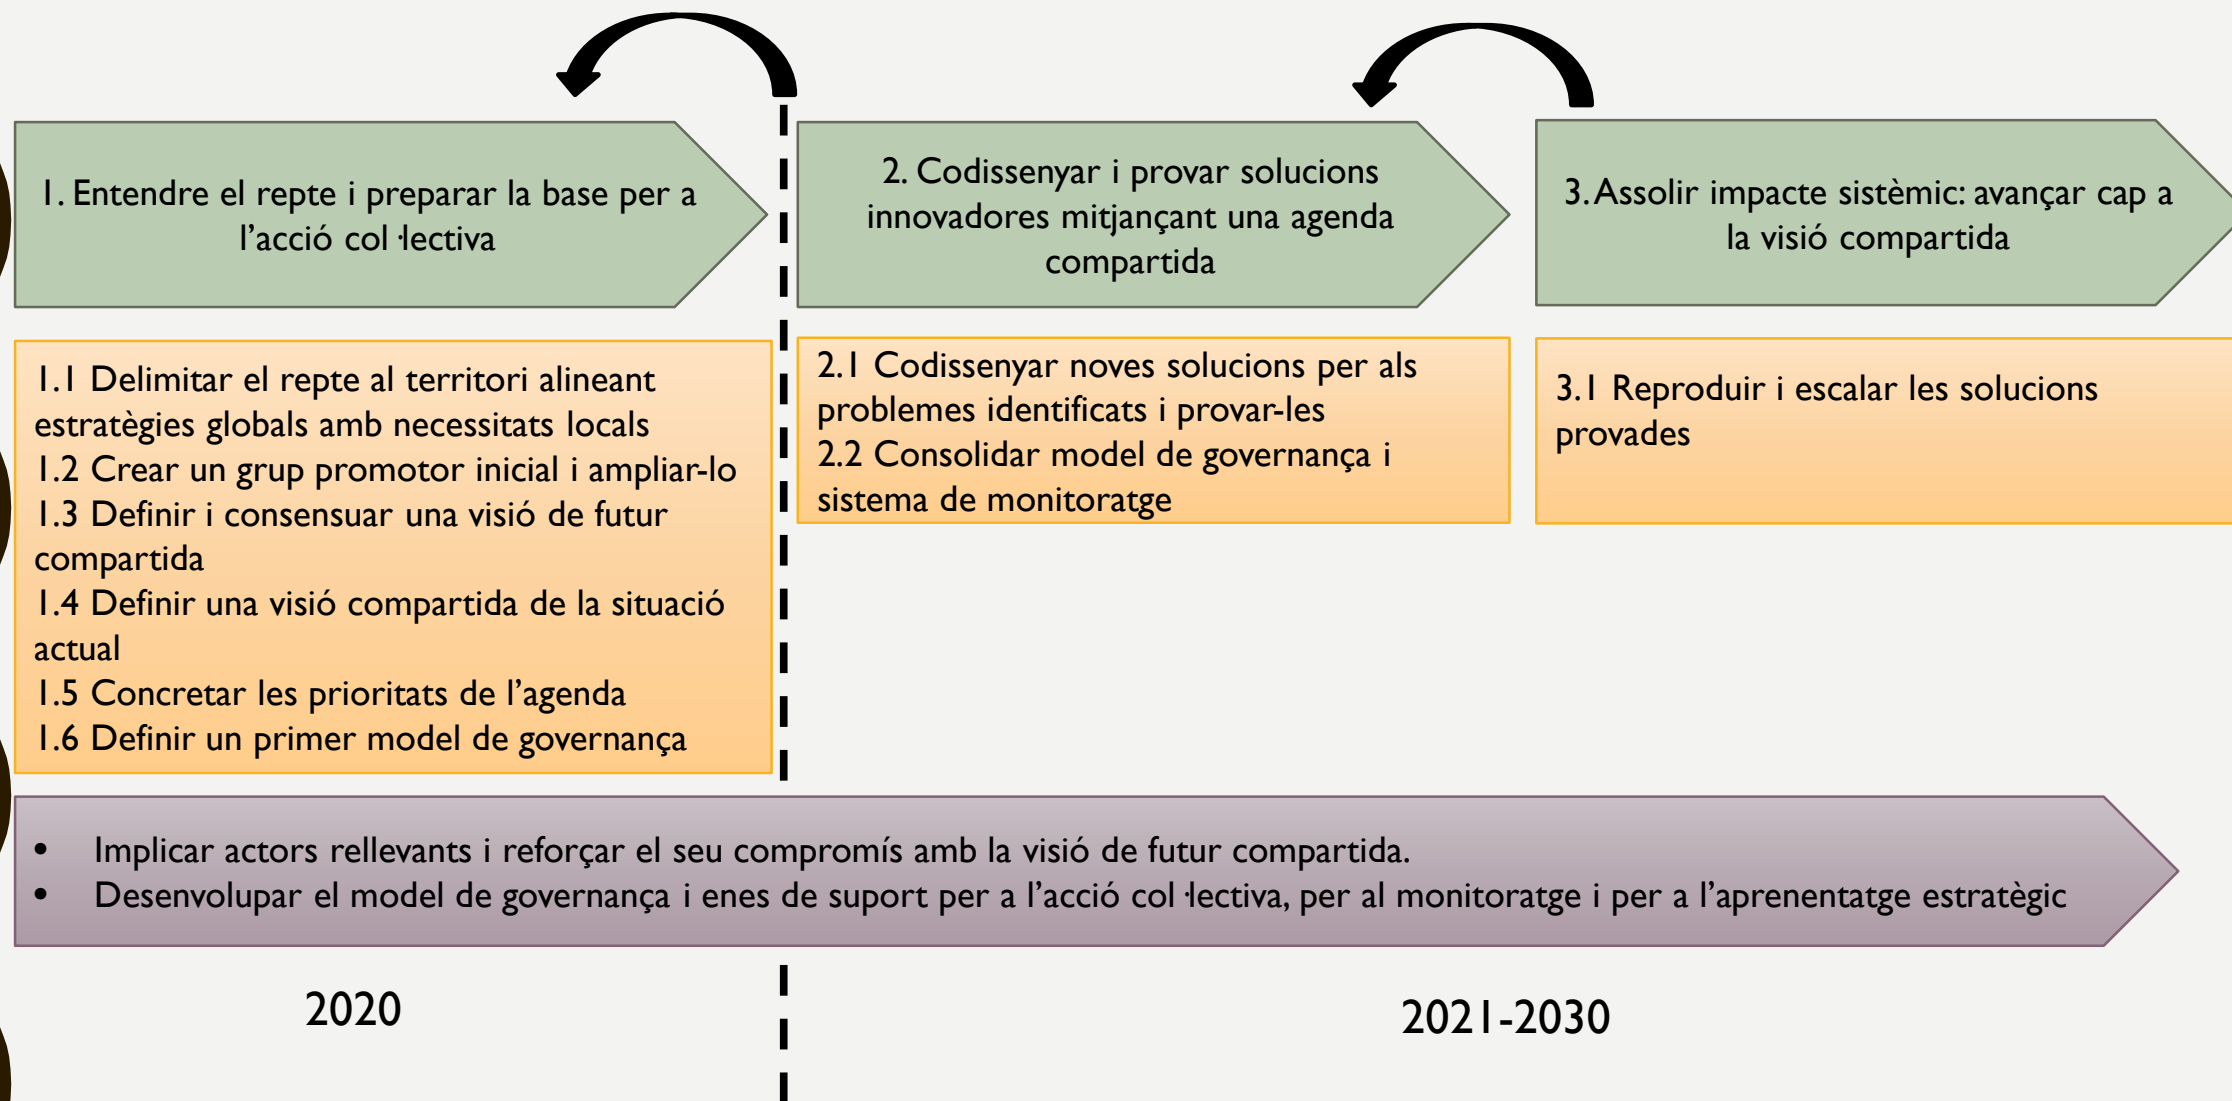 1. Entendre el repte i preparar la base per a
l’acció col·lectiva
2. Codissenyar i provar solucions
innovadores mitjançant una agenda
compartida
3. Assolir impacte sistèmic: avançar cap a
la visió compartida
1.1 Delimitar el repte al territori alineant
estratègies globals amb necessitats locals
1.2 Crear un grup promotor inicial i ampliar-lo
1.3 Definir i consensuar una visió de futur
compartida
1.4 Definir una visió compartida de la situació
actual
1.5 Concretar les prioritats de l’agenda
1.6 Definir un primer model de governança
2.1 Codissenyar noves solucions per als
problemes identificats i provar-les
2.2 Consolidar model de governança i
sistema de monitoratge
3.1 Reproduir i escalar les solucions
provades
• Implicar actors rellevants i reforçar el seu compromís amb la visió de futur compartida.
• Desenvolupar el model de governança i enes de suport per a l’acció col·lectiva, per al monitoratge i per a l’aprenentatge estratègic
2020
2021-2030